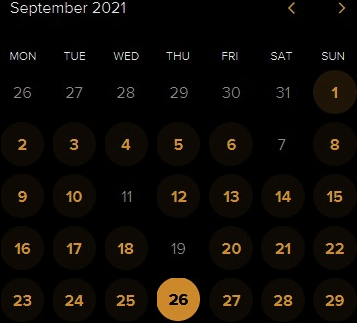 September 2021
MON TUE WED THU FRI SAT SUN
26 27 28 29 30 31 1
2 3 4 5 6 7 8
9 10 11 12 13 14 15
16 17 18 19 20 21 22
23 24 25 26 27 28 29